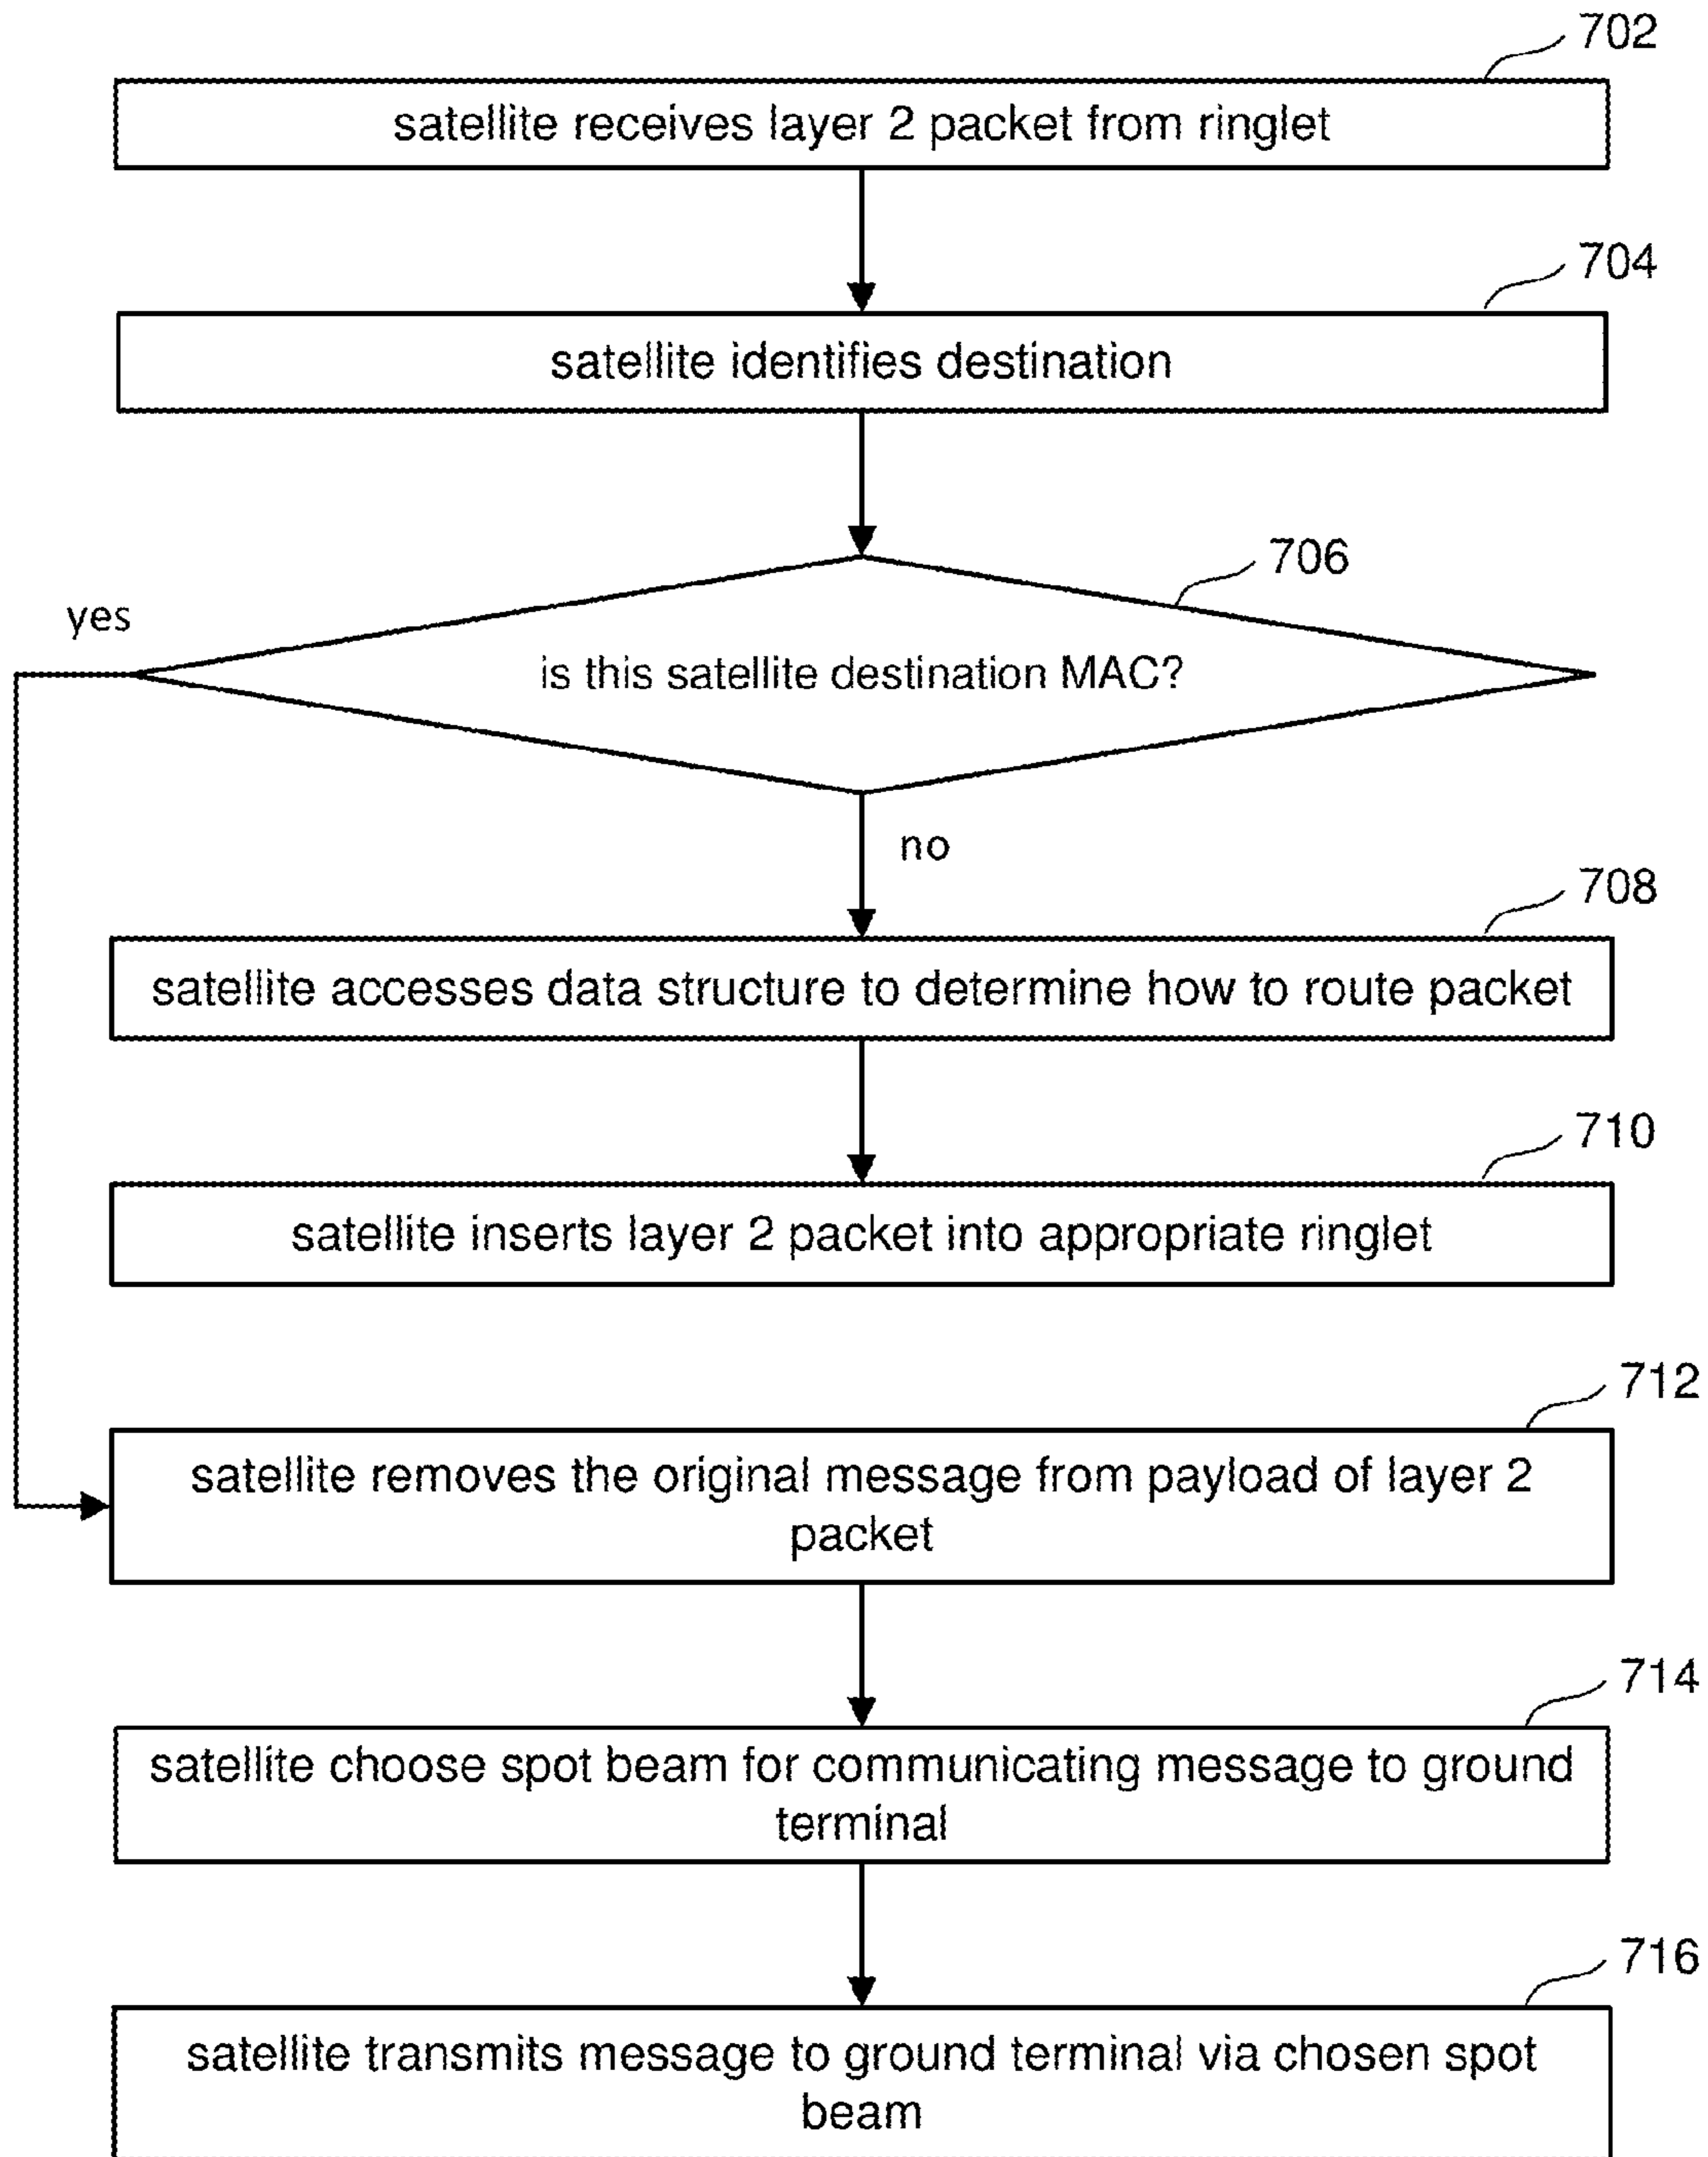 702
satellite receives layer 2 packet from ringlet
704
satellite identifies destination
706
yes
is this satellite destination MAC?
no
708
satellite accesses data structure to determine how to route packet
710
satellite inserts layer 2 packet into appropriate ringlet
712
satellite removes the original message from payload of layer 2
packet
714
satellite choose spot beam for communicating message to ground
terminal
716
satellite transmits message to ground terminal via chosen spot
beam